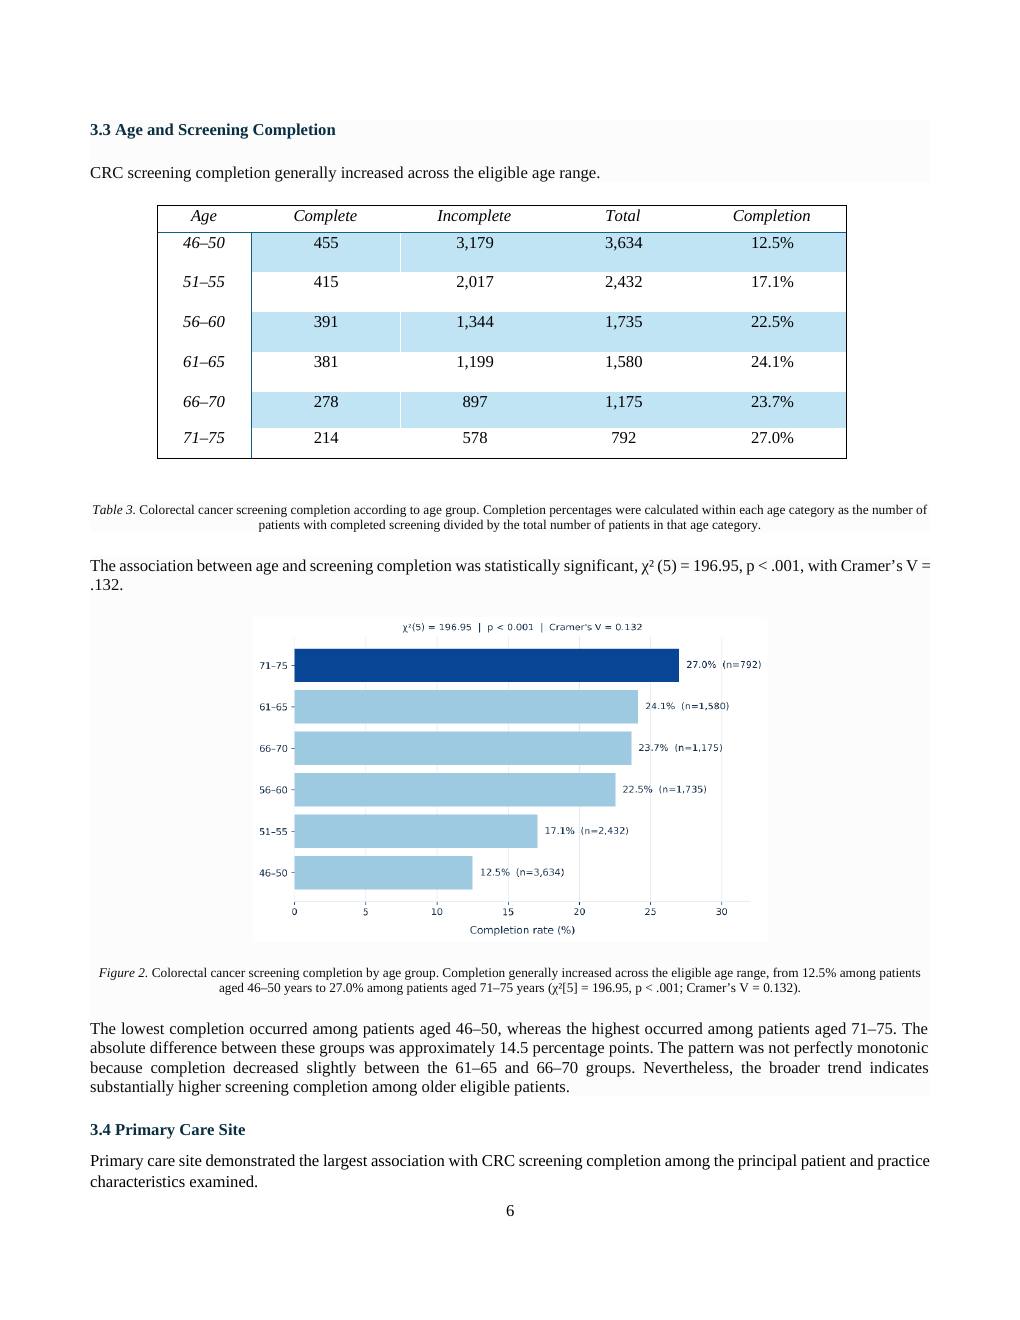 3.3 Age and Screening Completion
CRC screening completion generally increased across the eligible age range.
Age Complete Incomplete Total Completion
46–50 455 3,179 3,634 12.5%
51–55 415 2,017 2,432 17.1%
56–60 391 1,344 1,735 22.5%
61–65 381 1,199 1,580 24.1%
66–70 278 897 1,175 23.7%
71–75 214 578 792 27.0%
Table 3. Colorectal cancer screening completion according to age group. Completion percentages were calculated within each age category as the number of
patients with completed screening divided by the total number of patients in that age category.
The association between age and screening completion was statistically significant, χ² (5) = 196.95, p < .001, with Cramer’s V =
.132.
χ²(5) = 196.95 | p < 0.001 | Cramer's V = 0.132
71–75 27.0% (n=792)
61–65 24.1% (n=1,580)
66–70 23.7% (n=1,175)
56–60 22.5% (n=1,735)
51–55 17.1% (n=2,432)
46–50 12.5% (n=3,634)
0 5 10 15 20 25 30
Completion rate (%)
Figure 2. Colorectal cancer screening completion by age group. Completion generally increased across the eligible age range, from 12.5% among patients
aged 46–50 years to 27.0% among patients aged 71–75 years (χ²[5] = 196.95, p < .001; Cramer’s V = 0.132).
The lowest completion occurred among patients aged 46–50, whereas the highest occurred among patients aged 71–75. The
absolute difference between these groups was approximately 14.5 percentage points. The pattern was not perfectly monotonic
because completion decreased slightly between the 61–65 and 66–70 groups. Nevertheless, the broader trend indicates
substantially higher screening completion among older eligible patients.
3.4 Primary Care Site
Primary care site demonstrated the largest association with CRC screening completion among the principal patient and practice
characteristics examined.
6